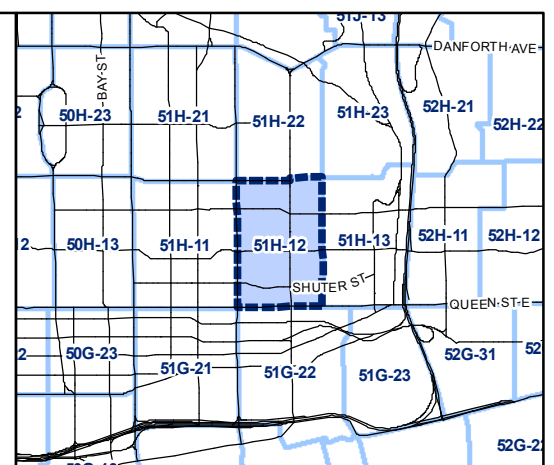 51J-13
DANFORTH AVE
BAY ST
2
50H-23
51H-21
51H-22
51H-23
52H-21
52H-22
2
50H-13
51H-11
51H-12
51H-13
52H-11
52H-12
SHUTER ST
QUEEN ST E
2
50G-23
51G-21
51G-22
51G-23
52G-31
52
52G-2